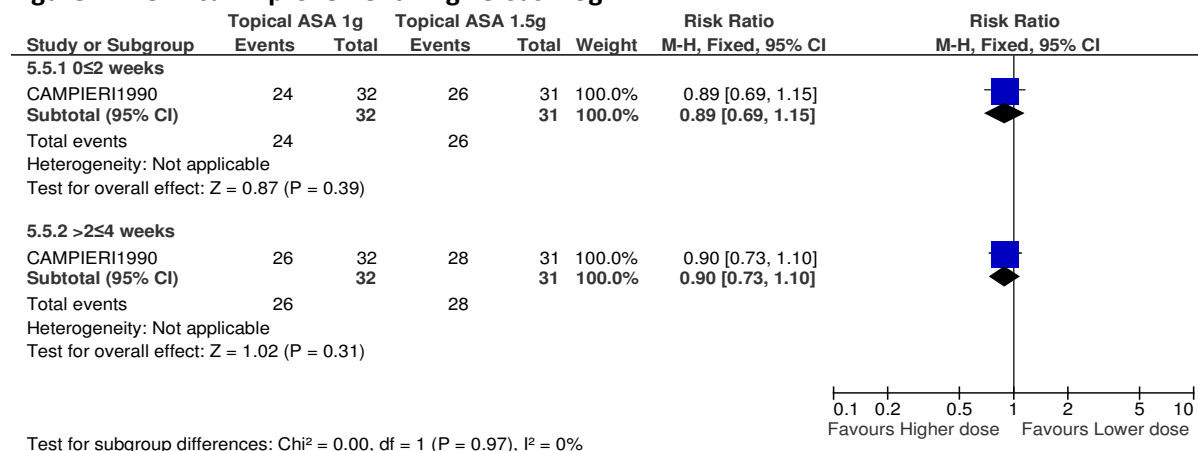 Topical ASA 1g Topical ASA 1.5g Risk Ratio Risk Ratio
Study or Subgroup Events Total Events Total Weight M-H, Fixed, 95% CI M-H, Fixed, 95% CI
5.5.1 0≤2 weeks
CAMPIERI1990 24 32 26 31 100.0% 0.89 [0.69, 1.15]
Subtotal (95% CI) 32 31 100.0% 0.89 [0.69, 1.15]
Total events 24 26
Heterogeneity: Not applicable
Test for overall effect: Z = 0.87 (P = 0.39)
5.5.2 >2≤4 weeks
CAMPIERI1990 26 32 28 31 100.0% 0.90 [0.73, 1.10]
Subtotal (95% CI) 32 31 100.0% 0.90 [0.73, 1.10]
Total events 26 28
Heterogeneity: Not applicable
Test for overall effect: Z = 1.02 (P = 0.31)
0.1 0.2 0.5 1 2 5 10
Favours Higher dose Favours Lower dose
Test for subgroup differences: Chi² = 0.00, df = 1 (P = 0.97), I² = 0%